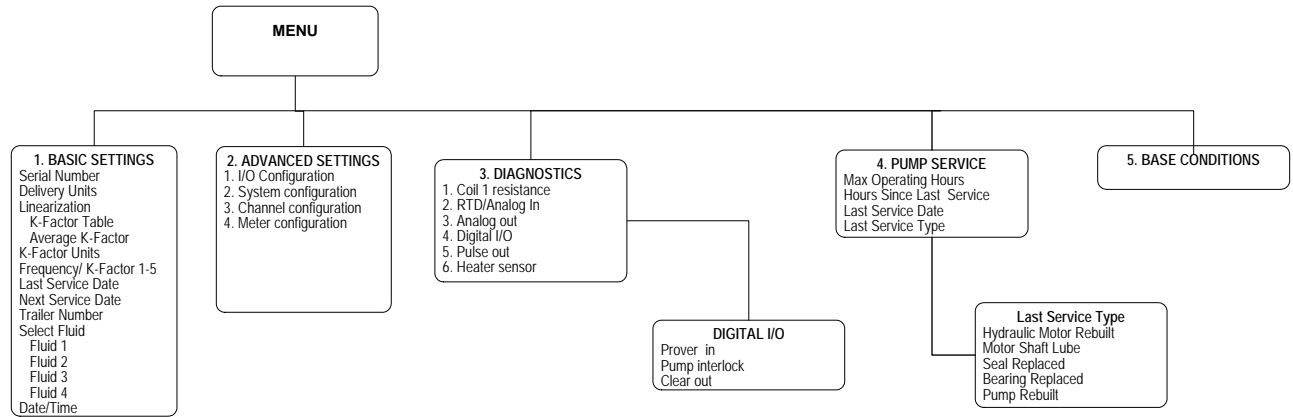 MENU
1. BASIC SETTINGS
Serial Number
Delivery Units
Linearization
K-Factor Table
Average K-Factor
K-Factor Units
Frequency/ K-Factor 1-5
Last Service Date
Next Service Date
Trailer Number
Select Fluid
Fluid 1
Fluid 2
Fluid 3
Fluid 4
Date/Time
2. ADVANCED SETTINGS
1. I/O Configuration
2. System configuration
3. Channel configuration
4. Meter configuration
3. DIAGNOSTICS
1. Coil 1 resistance
2. RTD/Analog In
3. Analog out
4. Digital I/O
5. Pulse out
6. Heater sensor
DIGITAL I/O
Prover in
Pump interlock
Clear out
4. PUMP SERVICE
Max Operating Hours
Hours Since Last Service
Last Service Date
Last Service Type
Last Service Type
Hydraulic Motor Rebuilt
Motor Shaft Lube
Seal Replaced
Bearing Replaced
Pump Rebuilt
5. BASE CONDITIONS